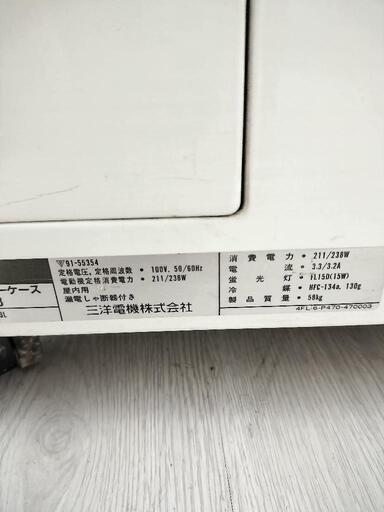 〒91-55354
定格電圧，定格周波数 • 100V，50/60Hz
電動機定格消費電力 • 211/236W
屋内用
漏電しゃ断器付き
三洋電機株式会社
ーケース
消費電力 • 211/236W
電流 • 3.3/3.2A
蛍光灯 • FL15D(15W)
冷媒 • HFC-134a, 130g
製品質量 • 58kg
4FL-6-P470-470003